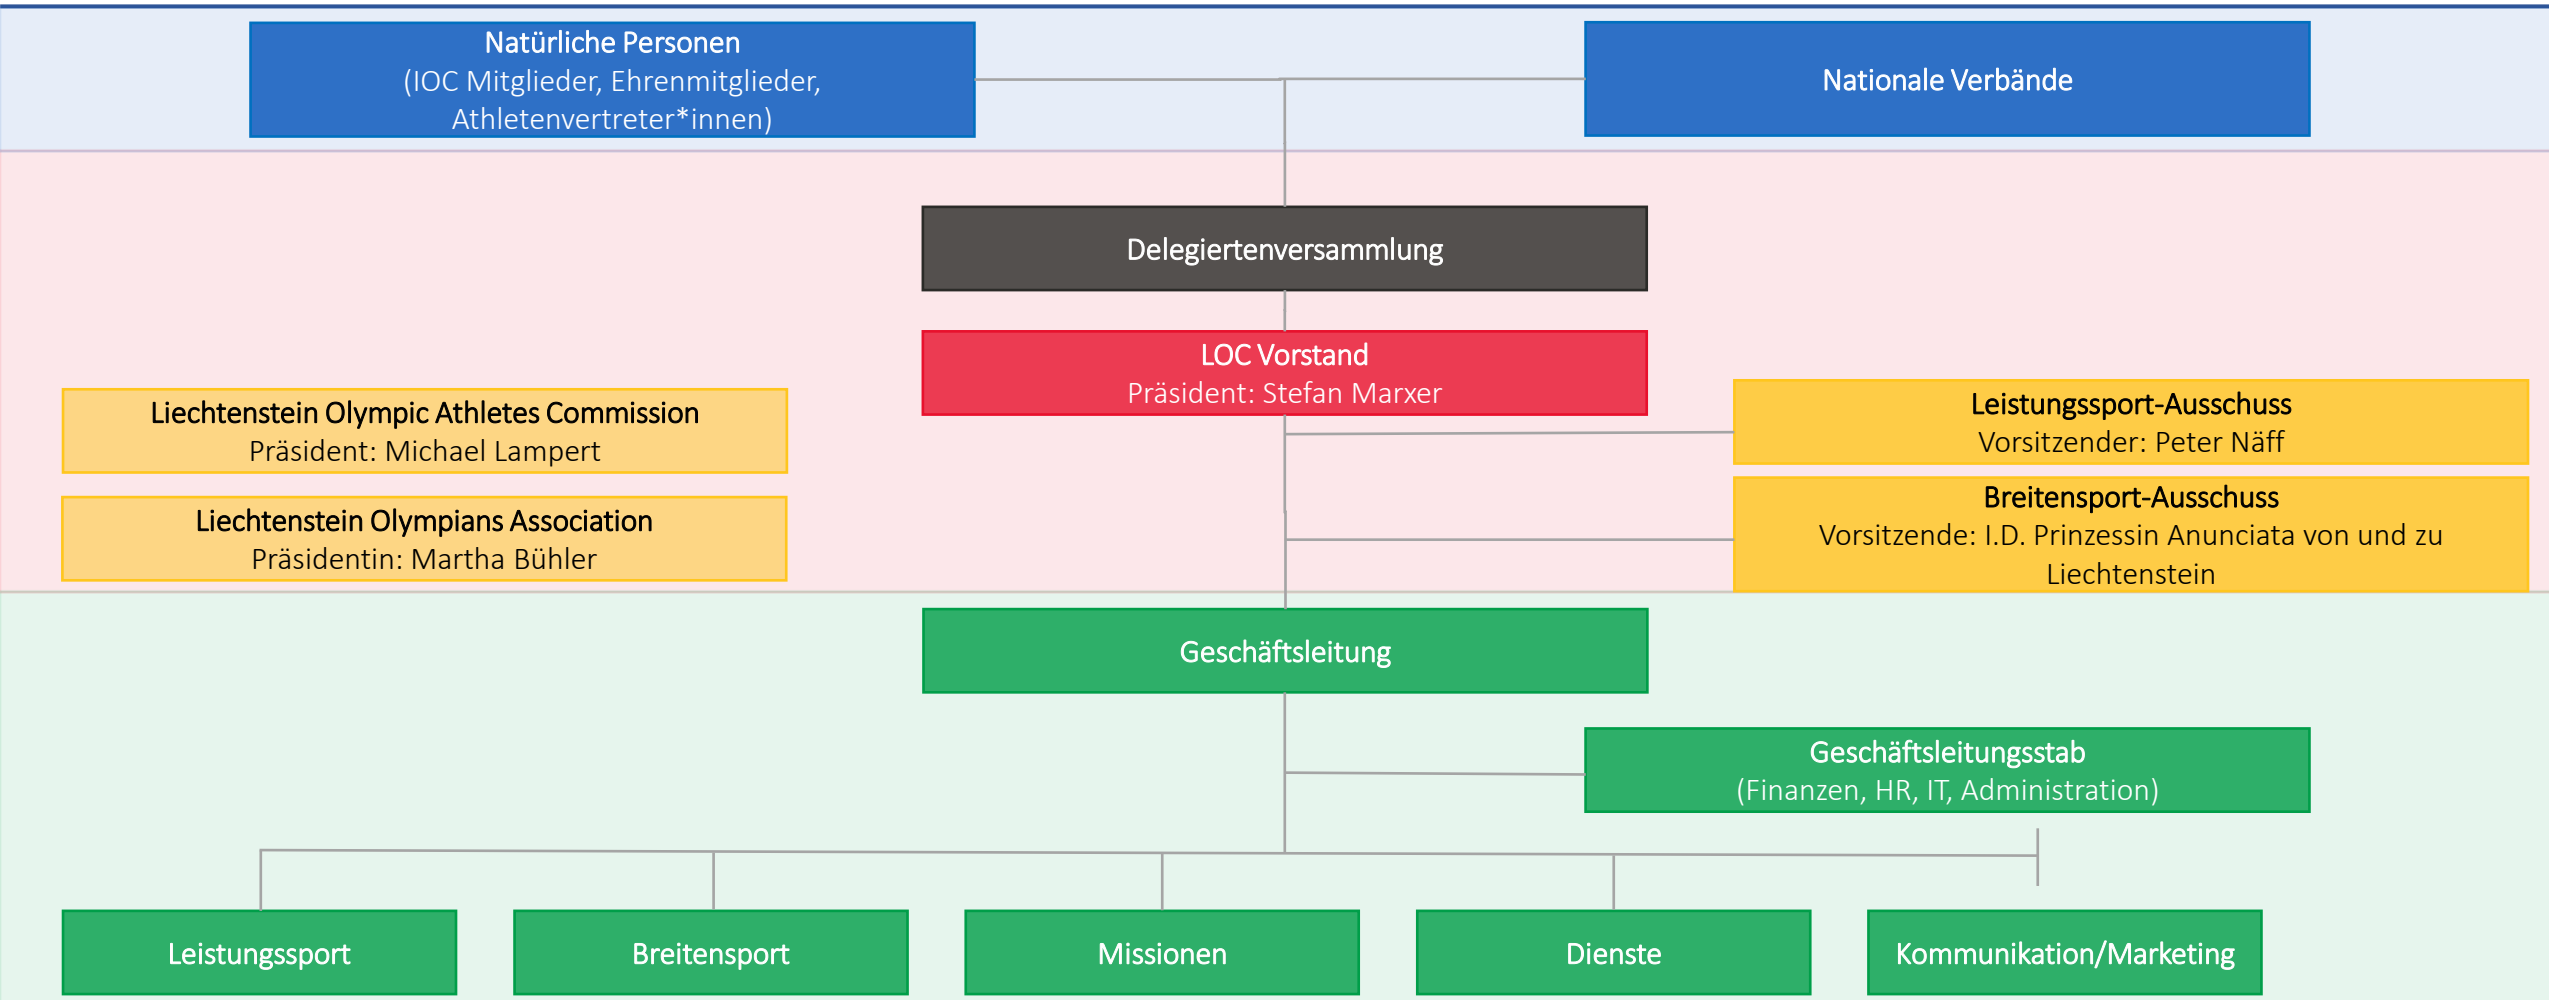 Natürliche Personen
(IOC Mitglieder, Ehrenmitglieder,
Athletenvertreter*innen)
Nationale Verbände
Delegiertenversammlung
LOC Vorstand
Präsident: Stefan Marxer
Liechtenstein Olympic Athletes Commission
Präsident: Michael Lampert
Liechtenstein Olympians Association
Präsidentin: Martha Bühler
Leistungssport-Ausschuss
Vorsitzender: Peter Näff
Breitensport-Ausschuss
Vorsitzende: I.D. Prinzessin Anunciata von und zu
Liechtenstein
Geschäftsleitung
Geschäftsleitungsstab
(Finanzen, HR, IT, Administration)
Leistungssport
Breitensport
Missionen
Dienste
Kommunikation/Marketing